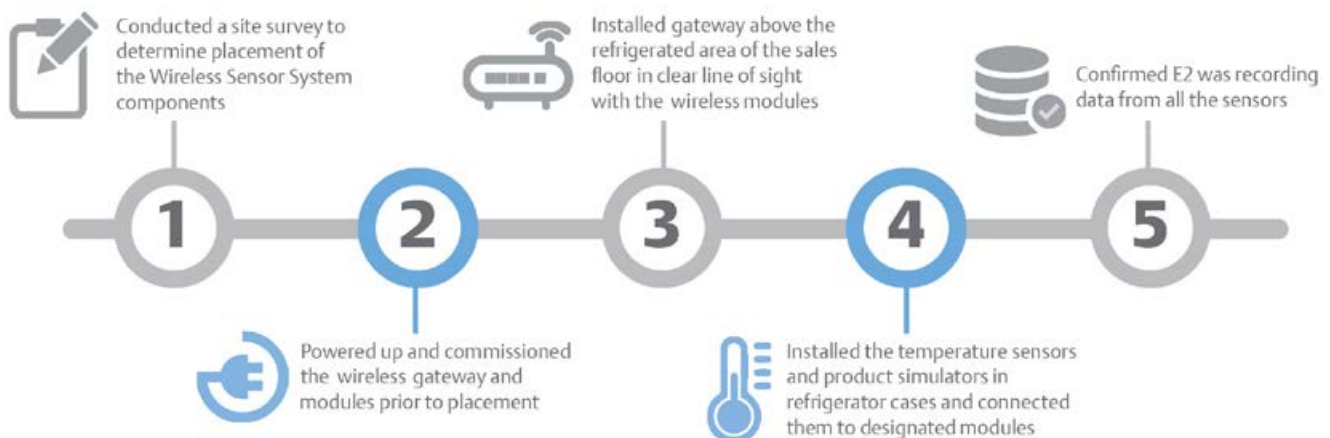 Conducted a site survey to
determine placement of
the Wireless Sensor System
components
Installed gateway above the
refrigerated area of the sales
floor in clear line of sight
with the wireless modules
Confirmed E2 was recording
data from all the sensors
1
2
3
4
5
Powered up and commissioned
the wireless gateway and
modules prior to placement
Installed the temperature sensors
and product simulators in
refrigerator cases and connected
them to designated modules